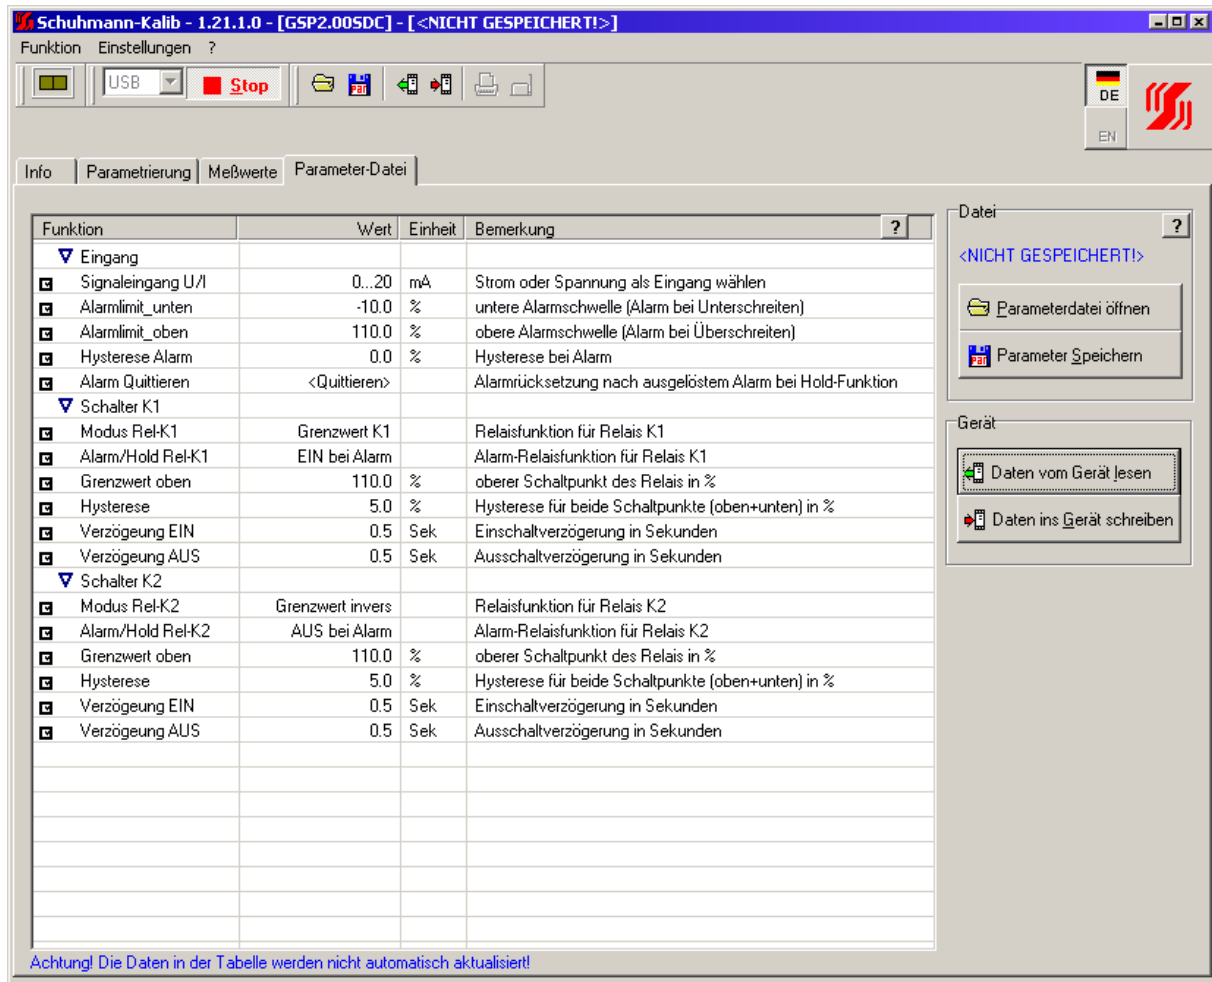 Schuhmann-Kalib - 1.21.1.0 - [GSP2.00SDC] - [<NICHT GESPEICHERT!>]
Funktion Einstellungen ?
USB Stop
DE
EN
Info Parametrierung Meßwerte Parameter-Datei
Funktion Wert Einheit Bemerkung ?
Eingang
Signaleingang U/I 0...20 mA Strom oder Spannung als Eingang wählen
Alarmlimit_unten -10.0 % untere Alarmschwelle (Alarm bei Unterschreiten)
Alarmlimit_oben 110.0 % obere Alarmschwelle (Alarm bei Überschreiten)
Hysterese Alarm 0.0 % Hysterese bei Alarm
Alarm Quittieren <Quittieren> Alarmrücksetzung nach ausgelöstem Alarm bei Hold-Funktion
Schalter K1
Modus Rel-K1 Grenzwert K1 Relaisfunktion für Relais K1
Alarm/Hold Rel-K1 EIN bei Alarm Alarm-Relaisfunktion für Relais K1
Grenzwert oben 110.0 % oberer Schaltpunkt des Relais in %
Hysterese 5.0 % Hysterese für beide Schaltpunkte (oben+unten) in %
Verzögeung EIN 0.5 Sek Einschaltverzögerung in Sekunden
Verzögeung AUS 0.5 Sek Ausschaltverzögerung in Sekunden
Schalter K2
Modus Rel-K2 Grenzwert invers Relaisfunktion für Relais K2
Alarm/Hold Rel-K2 AUS bei Alarm Alarm-Relaisfunktion für Relais K2
Grenzwert oben 110.0 % oberer Schaltpunkt des Relais in %
Hysterese 5.0 % Hysterese für beide Schaltpunkte (oben+unten) in %
Verzögeung EIN 0.5 Sek Einschaltverzögerung in Sekunden
Verzögeung AUS 0.5 Sek Ausschaltverzögerung in Sekunden
Achtung! Die Daten in der Tabelle werden nicht automatisch aktualisiert!
Datei
?
<NICHT GESPEICHERT!>
Parameterdatei öffnen
Par Parameter Speichern
Gerät
Daten vom Gerät lesen
Daten ins Gerät schreiben